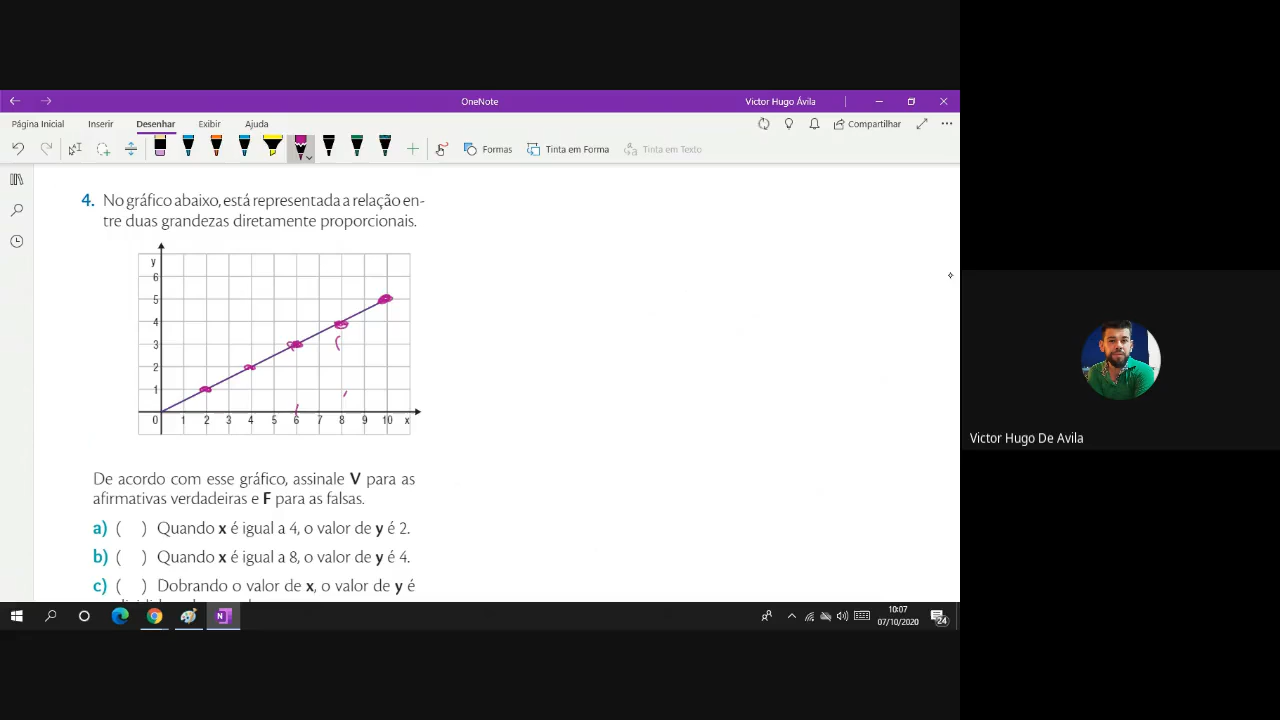 OneNote
Victor Hugo Ávila
Página Inicial Inserir Desenhar Exibir Ajuda
Compartilhar
Formas Tinta em Forma Tinta em Texto
4. No gráfico abaixo, está representada a relação en-
tre duas grandezas diretamente proporcionais.
y
6
5
4
3
2
1
0 1 2 3 4 5 6 7 8 9 10 x
De acordo com esse gráfico, assinale V para as
afirmativas verdadeiras e F para as falsas.
a) ( ) Quando x é igual a 4, o valor de y é 2.
b) ( ) Quando x é igual a 8, o valor de y é 4.
c) ( ) Dobrando o valor de x, o valor de y é
Victor Hugo De Avila
10:07
07/10/2020
24